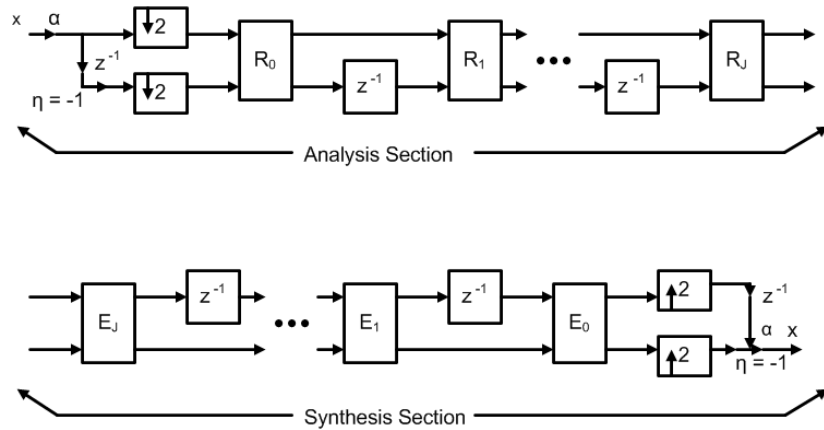 x α ↓2
z⁻¹ R₀ R₁ ••• R_J
η = -1 ↓2 z⁻¹ z⁻¹
Analysis Section
z⁻¹ z⁻¹ ↑2 z⁻¹
E_J ••• E₁ E₀ α x
↑2 η = -1
Synthesis Section